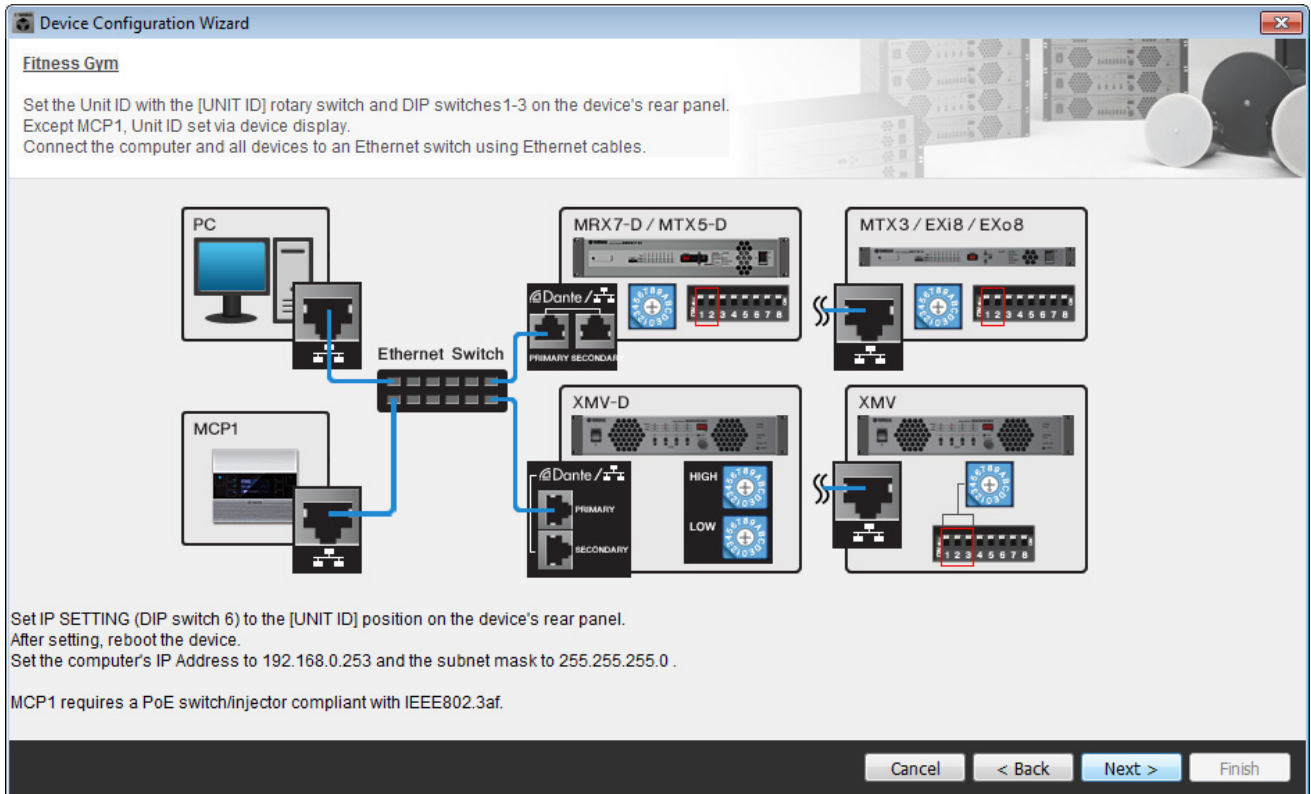 Device Configuration Wizard
Fitness Gym
Set the Unit ID with the [UNIT ID] rotary switch and DIP switches1-3 on the device's rear panel.
Except MCP1, Unit ID set via device display.
Connect the computer and all devices to an Ethernet switch using Ethernet cables.
PC
MRX7-D / MTX5-D
MTX3 / EXi8 / EXo8
Dante /
1 2 3 4 5 6 7 8
1 2 3 4 5 6 7 8
PRIMARY SECONDARY
Ethernet Switch
MCP1
XMV-D
XMV
Dante /
HIGH
PRIMARY
LOW
SECONDARY
1 2 3 4 5 6 7 8
Set IP SETTING (DIP switch 6) to the [UNIT ID] position on the device's rear panel.
After setting, reboot the device.
Set the computer's IP Address to 192.168.0.253 and the subnet mask to 255.255.255.0 .
MCP1 requires a PoE switch/injector compliant with IEEE802.3af.
Cancel
< Back
Next >
Finish